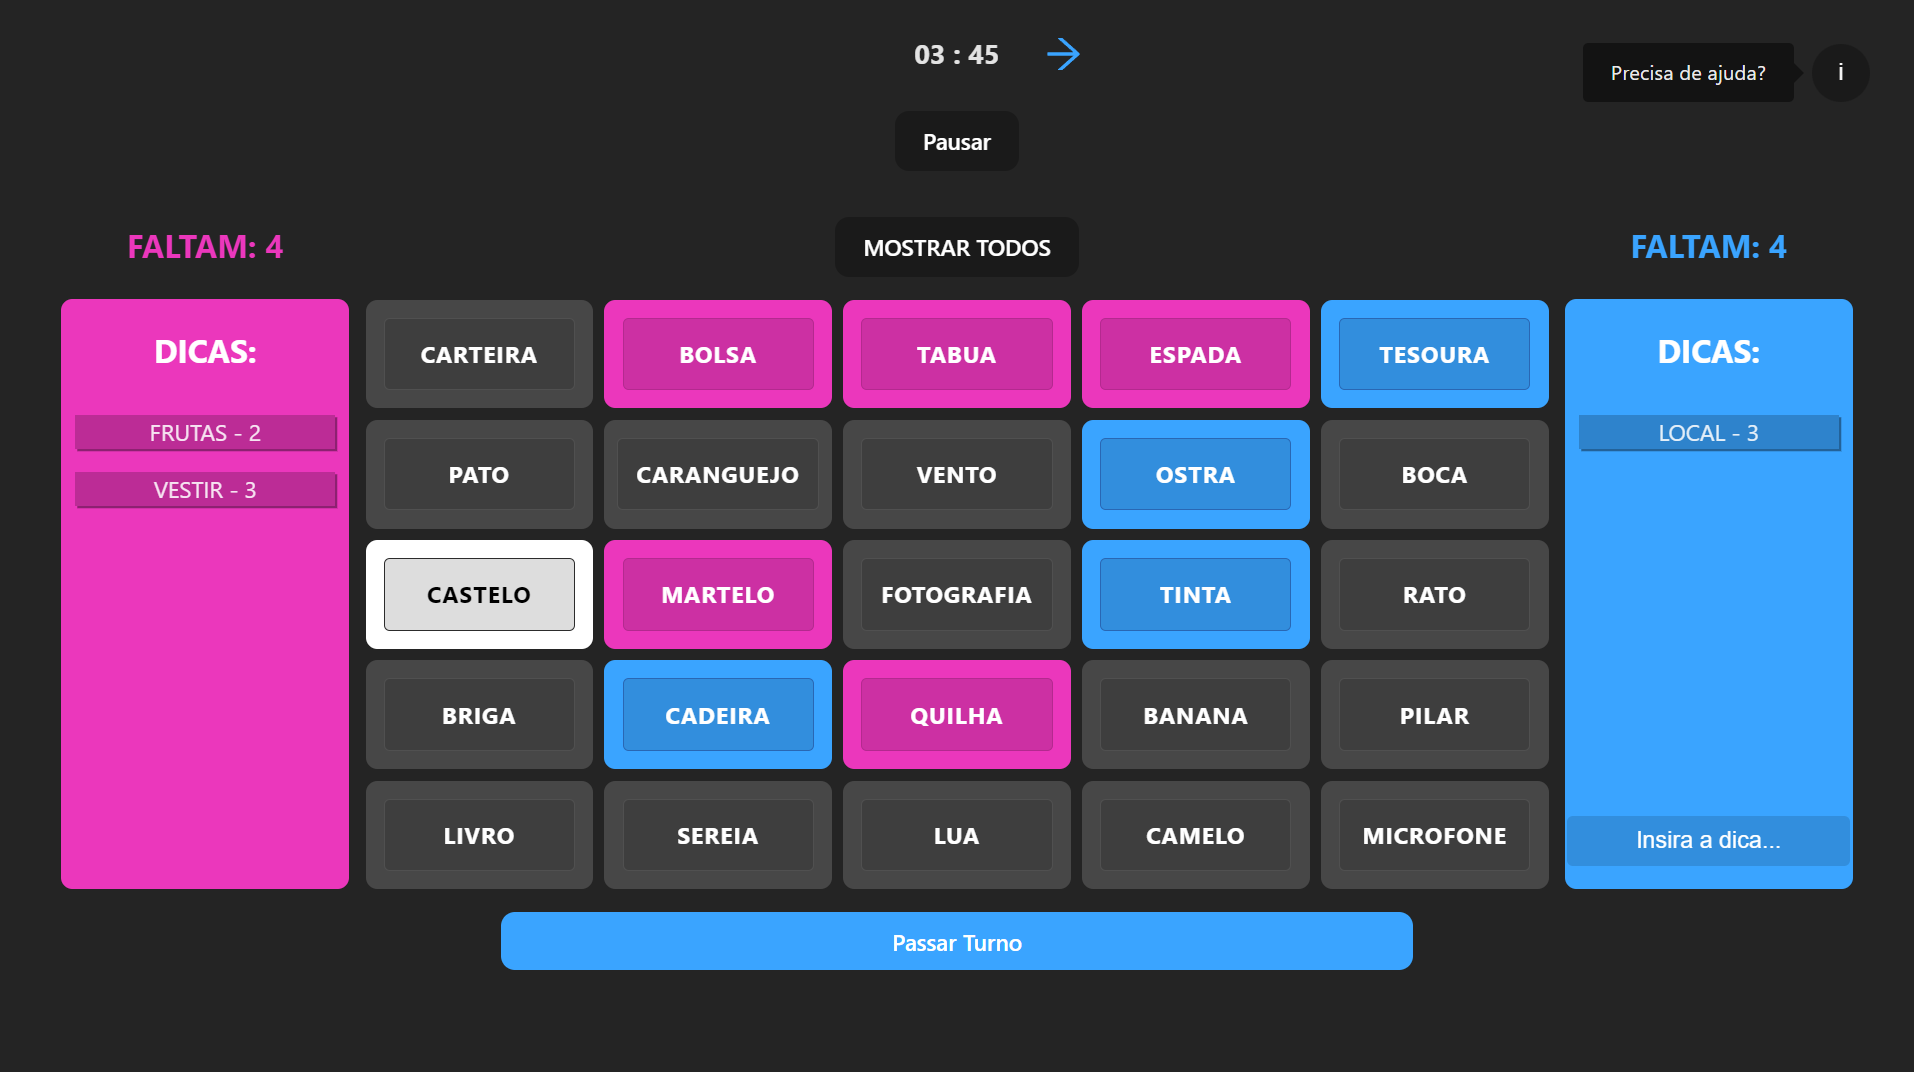 03 : 45
Precisa de ajuda?
i
Pausar
FALTAM: 4
MOSTRAR TODOS
FALTAM: 4
DICAS:
FRUTAS - 2
VESTIR - 3
CARTEIRA
BOLSA
TABUA
ESPADA
TESOURA
PATO
CARANGUEJO
VENTO
OSTRA
BOCA
CASTELO
MARTELO
FOTOGRAFIA
TINTA
RATO
BRIGA
CADEIRA
QUILHA
BANANA
PILAR
LIVRO
SEREIA
LUA
CAMELO
MICROFONE
DICAS:
LOCAL - 3
Insira a dica...
Passar Turno